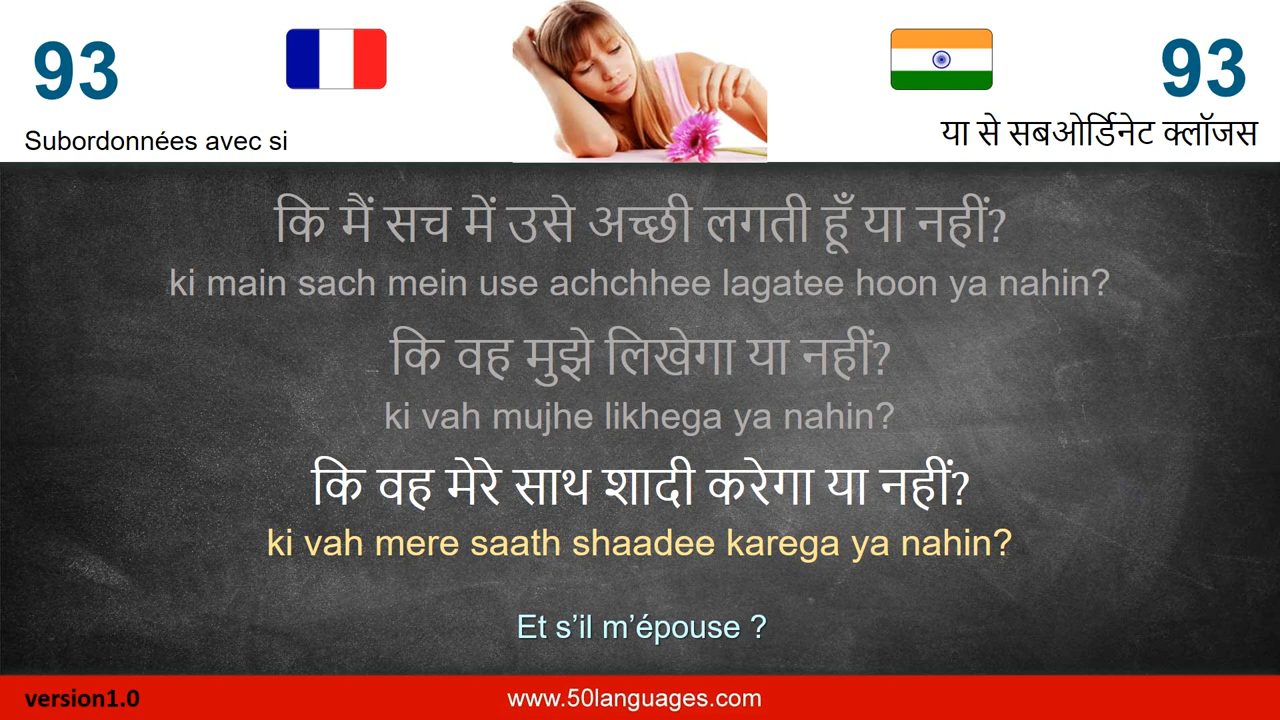 93
93
Subordonnées avec si
या से सबओर्डिनेट क्लॉजस
कि मैं सच में उसे अच्छी लगती हूँ या नहीं?
ki main sach mein use achchhee lagatee hoon ya nahin?
कि वह मुझे लिखेगा या नहीं?
ki vah mujhe likhega ya nahin?
कि वह मेरे साथ शादी करेगा या नहीं?
ki vah mere saath shaadee karega ya nahin?
Et s’il m’épouse ?
version1.0
www.50languages.com